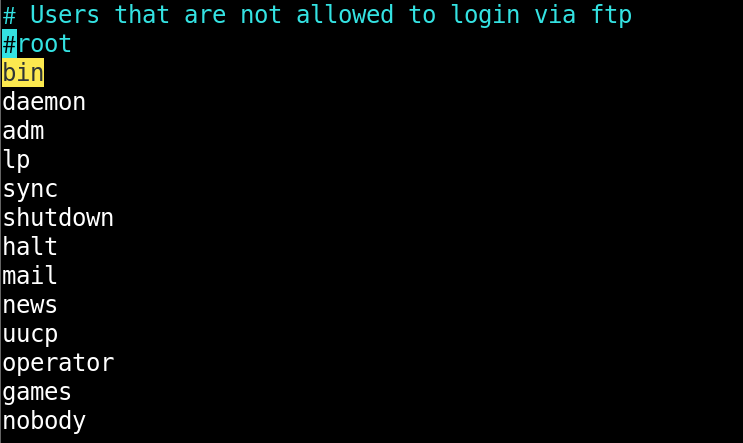 # Users that are not allowed to login via ftp
#root
bin
daemon
adm
lp
sync
shutdown
halt
mail
news
uucp
operator
games
nobody